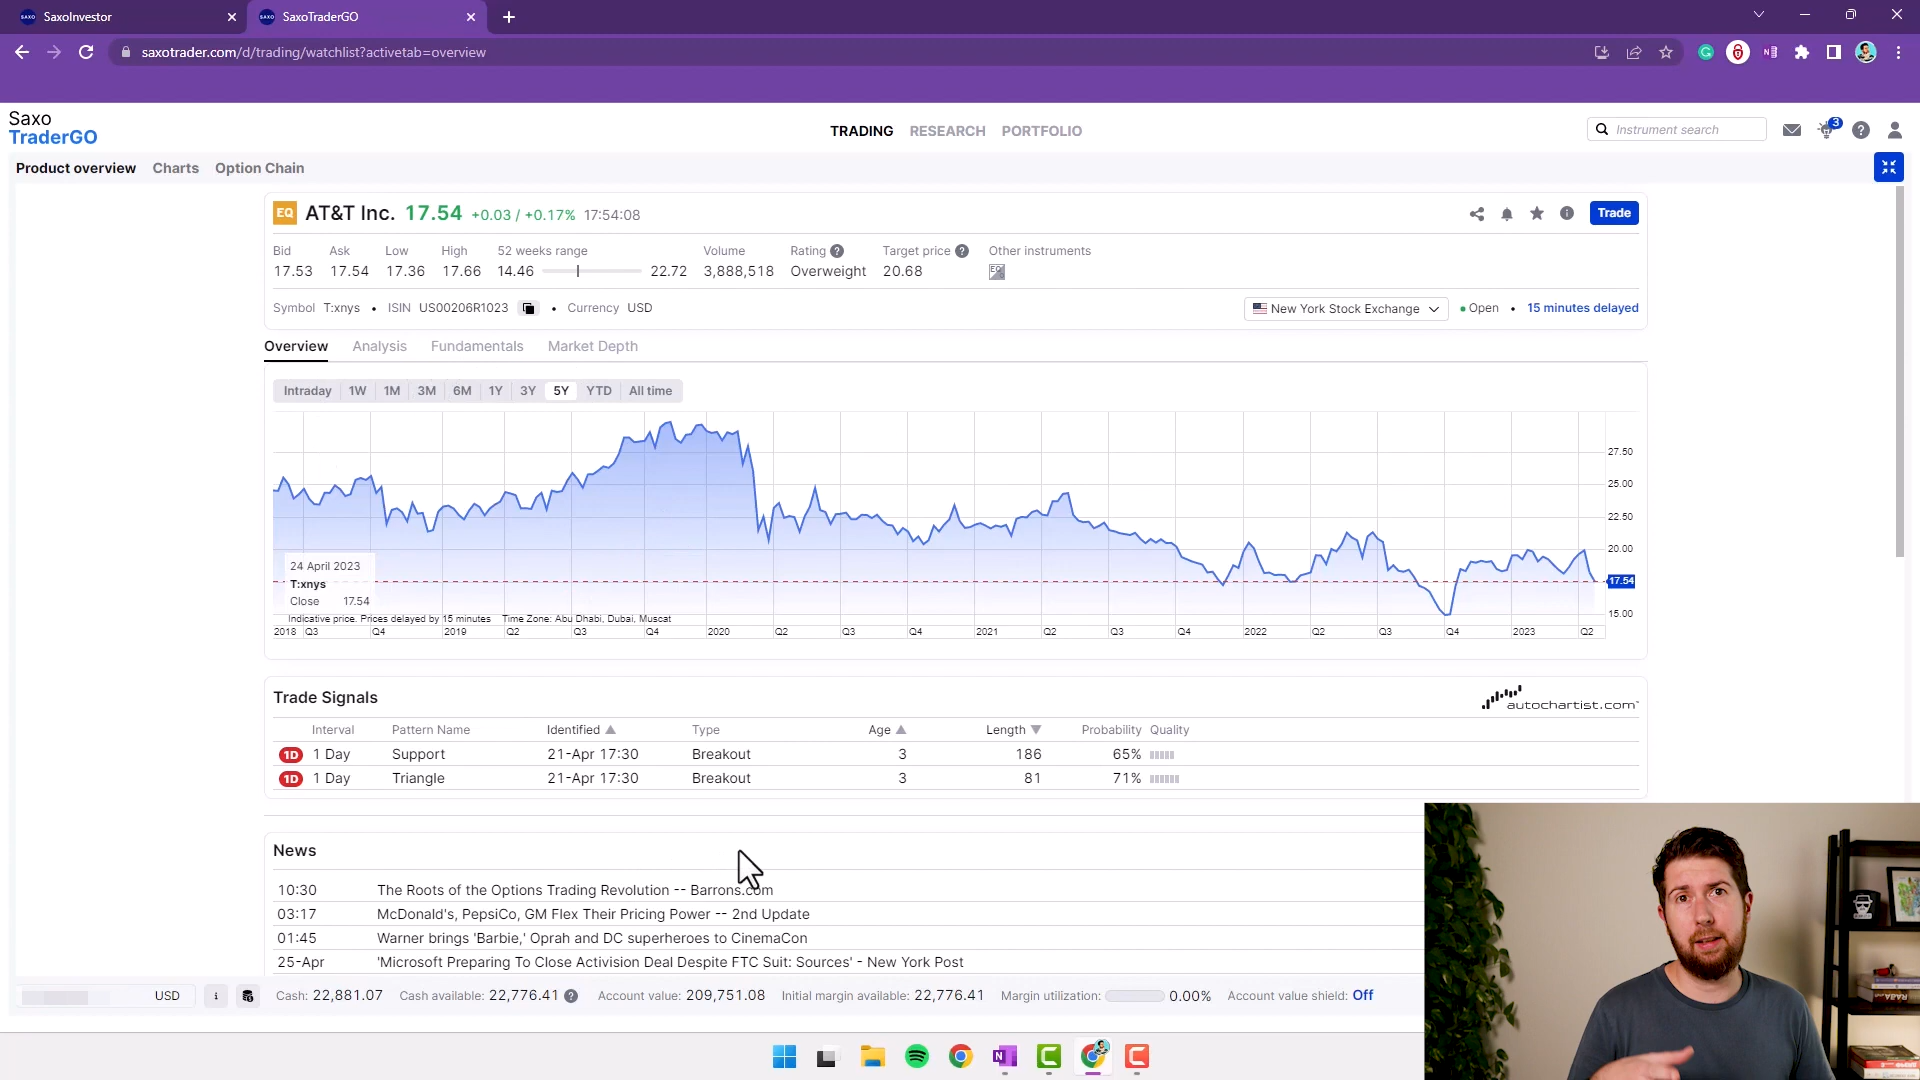 SaxoInvestor
SaxoTraderGO
saxotrader.com/d/trading/watchlist?activetab=overview
Saxo
TraderGO
TRADING RESEARCH PORTFOLIO
Instrument search
3
Product overview Charts Option Chain
EQ AT&T Inc. 17.54 +0.03 / +0.17% 17:54:08
Trade
Bid Ask Low High 52 weeks range Volume Rating Target price Other instruments
17.53 17.54 17.36 17.66 14.46 22.72 3,888,518 Overweight 20.68
Symbol T:xnys • ISIN US00206R1023 • Currency USD
New York Stock Exchange • Open • 15 minutes delayed
Overview Analysis Fundamentals Market Depth
Intraday 1W 1M 3M 6M 1Y 3Y 5Y YTD All time
27.50
25.00
22.50
20.00
17.54
15.00
24 April 2023
T:xnys
Close 17.54
Indicative price. Prices delayed by 15 minutes Time Zone: Abu Dhabi, Dubai, Muscat
2018 Q3 Q4 2019 Q2 Q3 Q4 2020 Q2 Q3 Q4 2021 Q2 Q3 Q4 2022 Q2 Q3 Q4 2023 Q2
Trade Signals
autochartist.com
Interval Pattern Name Identified Type Age Length Probability Quality
1D 1 Day Support 21-Apr 17:30 Breakout 3 186 65%
1D 1 Day Triangle 21-Apr 17:30 Breakout 3 81 71%
News
10:30 The Roots of the Options Trading Revolution -- Barrons.com
03:17 McDonald's, PepsiCo, GM Flex Their Pricing Power -- 2nd Update
01:45 Warner brings 'Barbie,' Oprah and DC superheroes to CinemaCon
25-Apr 'Microsoft Preparing To Close Activision Deal Despite FTC Suit: Sources' - New York Post
USD Cash: 22,881.07 Cash available: 22,776.41 Account value: 209,751.08 Initial margin available: 22,776.41 Margin utilization: 0.00% Account value shield: Off